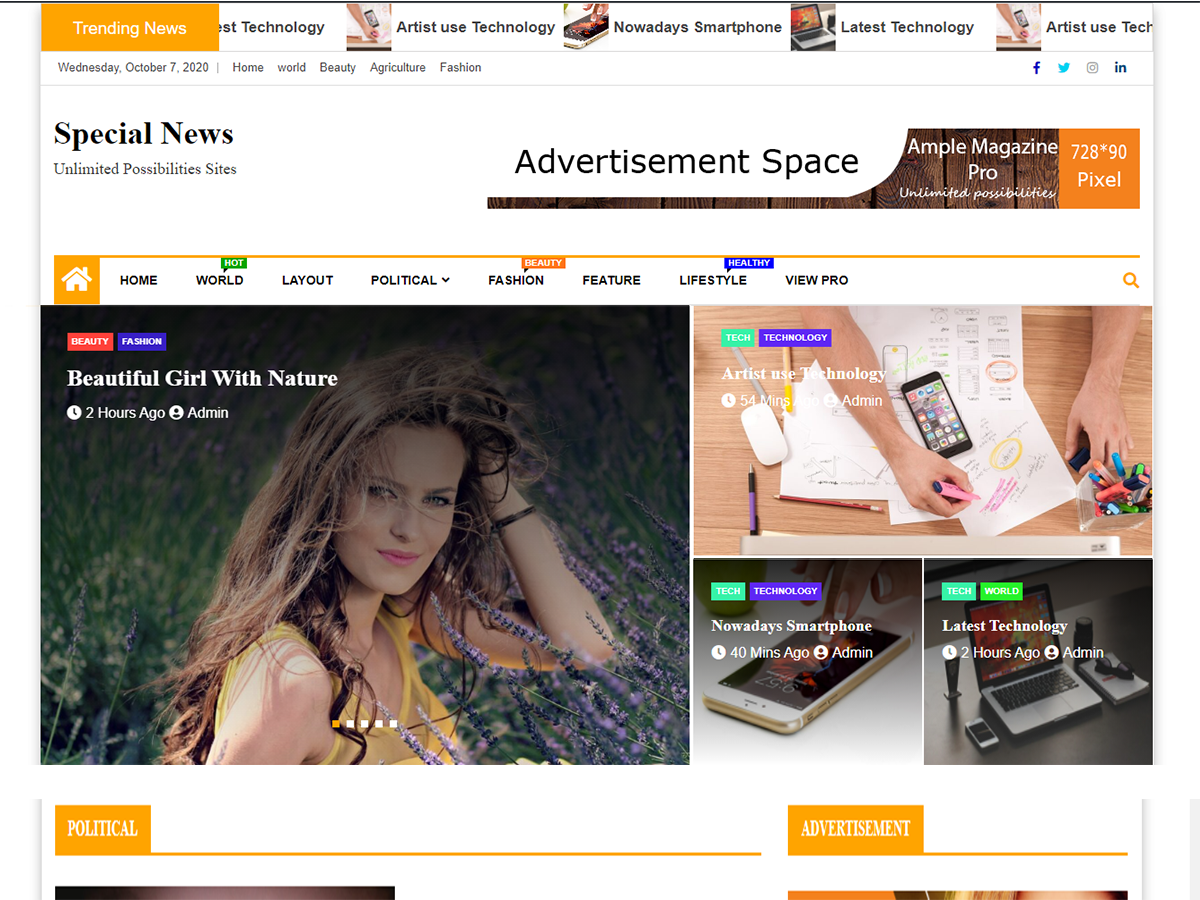 Trending News
est Technology
Artist use Technology
Nowadays Smartphone
Latest Technology
Artist use Tech
Wednesday, October 7, 2020 | Home world Beauty Agriculture Fashion
Special News
Unlimited Possibilities Sites
Advertisement Space
Ample Magazine
Pro
Unlimited possibilities
728*90
Pixel
HOT BEAUTY HEALTHY
HOME WORLD LAYOUT POLITICAL FASHION FEATURE LIFESTYLE VIEW PRO
BEAUTY FASHION
Beautiful Girl With Nature
2 Hours Ago Admin
TECH TECHNOLOGY
Artist use Technology
54 Mins Ago Admin
TECH TECHNOLOGY
Nowadays Smartphone
40 Mins Ago Admin
TECH WORLD
Latest Technology
2 Hours Ago Admin
POLITICAL
ADVERTISEMENT